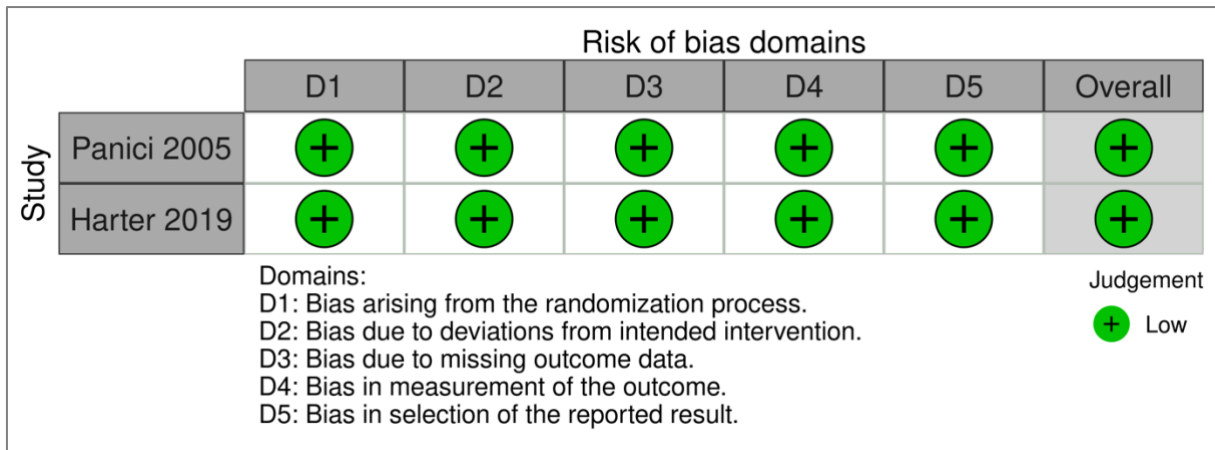 Risk of bias domains
D1 D2 D3 D4 D5 Overall
Study
Panici 2005 + + + + + +
Harter 2019 + + + + + +
Domains:
D1: Bias arising from the randomization process.
D2: Bias due to deviations from intended intervention.
D3: Bias due to missing outcome data.
D4: Bias in measurement of the outcome.
D5: Bias in selection of the reported result.
Judgement
+ Low